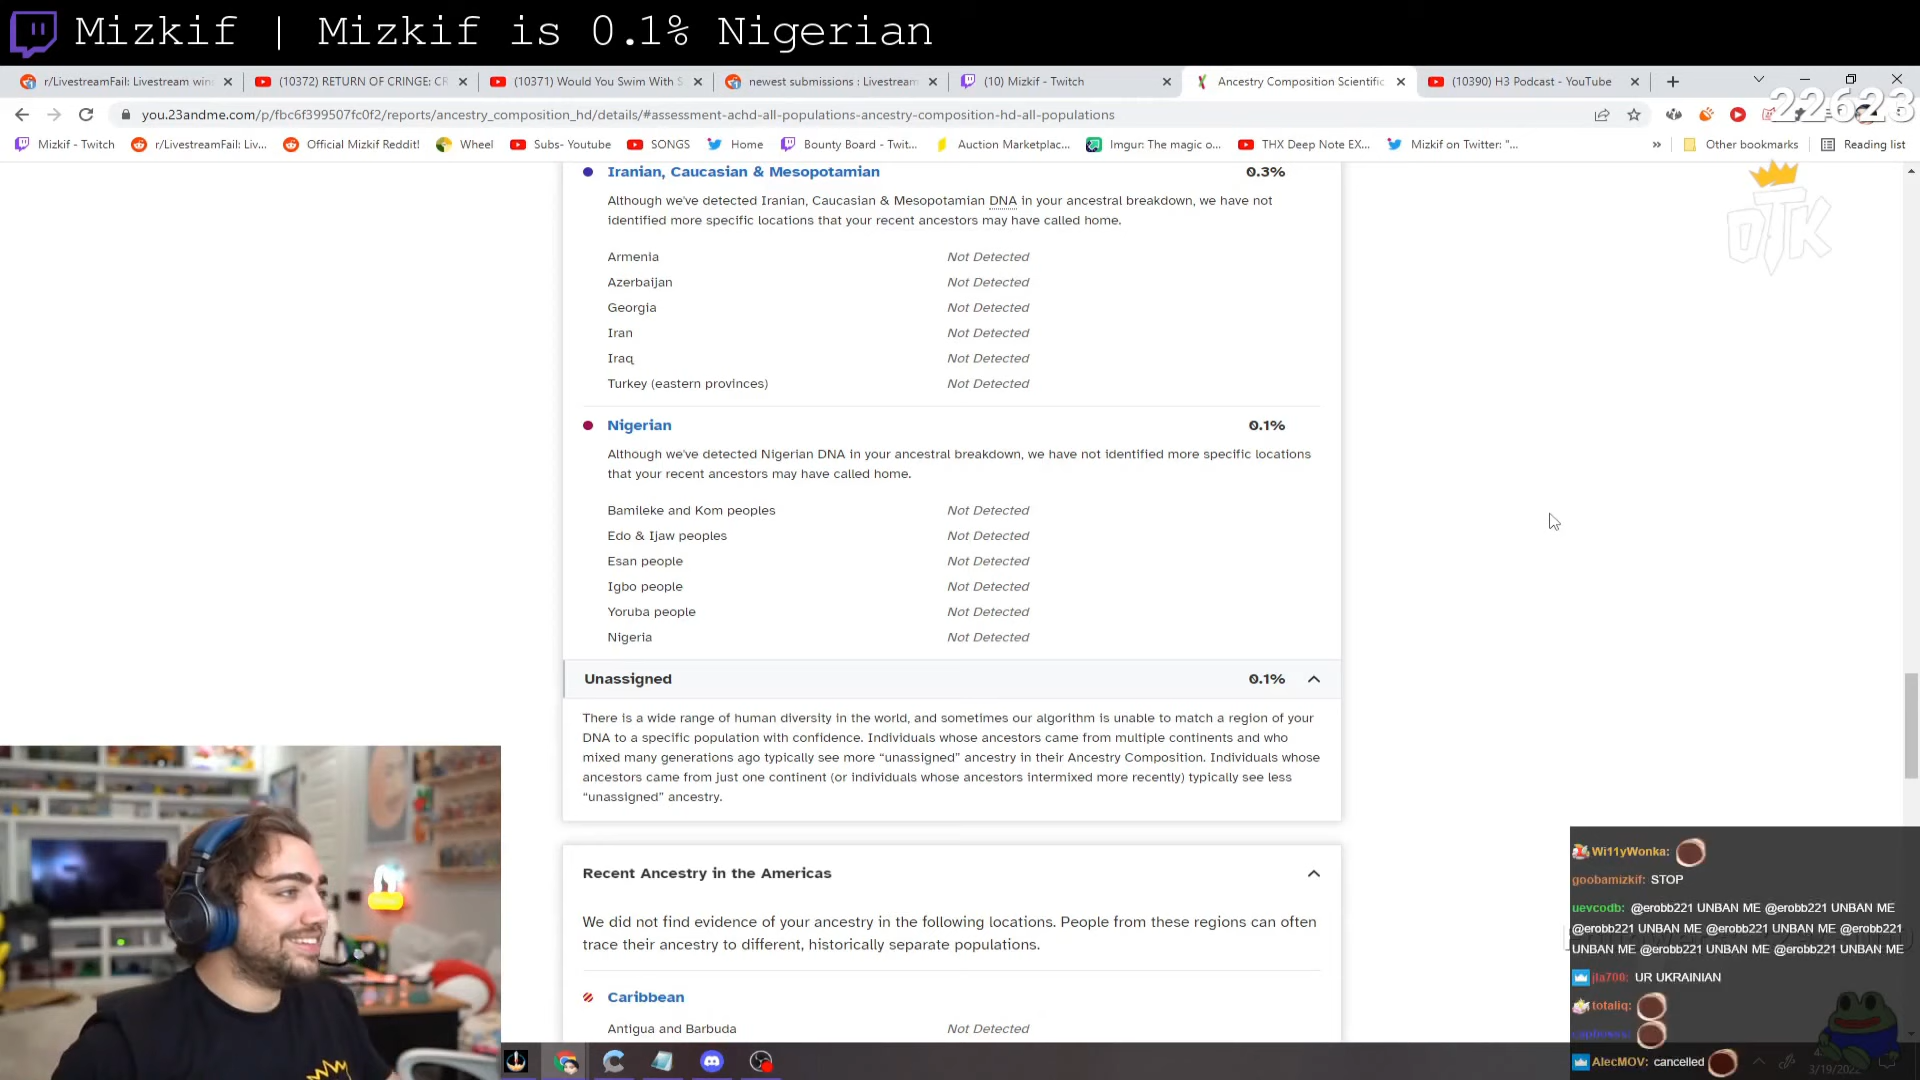 Mizkif | Mizkif is 0.1% Nigerian
r/LivestreamFail: Livestream win
(10372) RETURN OF CRINGE: CR
(10371) Would You Swim With S
newest submissions : Livestream
(10) Mizkif - Twitch
Ancestry Composition Scientific
(10390) H3 Podcast - YouTube
you.23andme.com/p/fbc6f399507fc0f2/reports/ancestry_composition_hd/details/#assessment-achd-all-populations-ancestry-composition-hd-all-populations
22623
Mizkif - Twitch
r/LivestreamFail: Liv...
Official Mizkif Reddit!
Wheel
Subs- Youtube
SONGS
Home
Bounty Board - Twit...
Auction Marketplac...
Imgur: The magic o...
THX Deep Note EX...
Mizkif on Twitter: "...
»
Other bookmarks
Reading list
OTK
Iranian, Caucasian & Mesopotamian 0.3%
Although we've detected Iranian, Caucasian & Mesopotamian DNA in your ancestral breakdown, we have not
identified more specific locations that your recent ancestors may have called home.
Armenia Not Detected
Azerbaijan Not Detected
Georgia Not Detected
Iran Not Detected
Iraq Not Detected
Turkey (eastern provinces) Not Detected
Nigerian 0.1%
Although we've detected Nigerian DNA in your ancestral breakdown, we have not identified more specific locations
that your recent ancestors may have called home.
Bamileke and Kom peoples Not Detected
Edo & Ijaw peoples Not Detected
Esan people Not Detected
Igbo people Not Detected
Yoruba people Not Detected
Nigeria Not Detected
Unassigned 0.1%
There is a wide range of human diversity in the world, and sometimes our algorithm is unable to match a region of your
DNA to a specific population with confidence. Individuals whose ancestors came from multiple continents and who
mixed many generations ago typically see more “unassigned” ancestry in their Ancestry Composition. Individuals whose
ancestors came from just one continent (or individuals whose ancestors intermixed more recently) typically see less
“unassigned” ancestry.
Recent Ancestry in the Americas
We did not find evidence of your ancestry in the following locations. People from these regions can often
trace their ancestry to different, historically separate populations.
Caribbean
Antigua and Barbuda Not Detected
Wi11yWonka:
goobamizkif: STOP
uevcodb: @erobb221 UNBAN ME @erobb221 UNBAN ME
@erobb221 UNBAN ME @erobb221 UNBAN ME @erobb221
UNBAN ME @erobb221 UNBAN ME @erobb221 UNBAN ME
jla700: UR UKRAINIAN
totaliq:
AlecMOV: cancelled